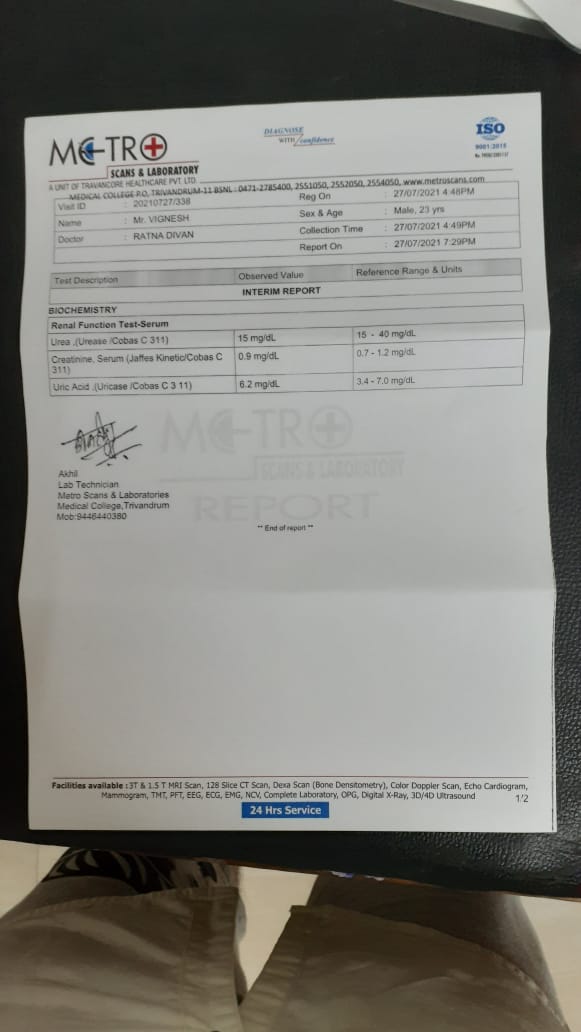 METRO
SCANS & LABORATORY
DIAGNOSE
WITH confidence
ISO
9001:2015
A UNIT OF TRAVANCORE HEALTHCARE PVT. LTD.
MEDICAL COLLEGE P.O, TRIVANDRUM-11 BSNL : 0471-2785400, 2551050, 2552050, 2554050, www.metroscans.com
Visit ID : 20210727/338 Reg On : 27/07/2021 4:48PM
Name : Mr. VIGNESH Sex & Age : Male, 23 yrs
Doctor : RATNA DIVAN Collection Time : 27/07/2021 4:49PM
Report On : 27/07/2021 7:29PM
Test Description Observed Value Reference Range & Units
INTERIM REPORT
BIOCHEMISTRY
Renal Function Test-Serum
Urea ,(Urease /Cobas C 311) 15 mg/dL 15 - 40 mg/dL
Creatinine, Serum (Jaffes Kinetic/Cobas C 0.9 mg/dL 0.7 - 1.2 mg/dL
311)
Uric Acid ,(Uricase /Cobas C 3 11) 6.2 mg/dL 3.4 - 7.0 mg/dL
METRO
SCANS & LABORATORY
REPORT
Akhil
Lab Technician
Metro Scans & Laboratories
Medical College,Trivandrum
Mob:9446440380
** End of report **
Facilities available :3T & 1.5 T MRI Scan, 128 Slice CT Scan, Dexa Scan (Bone Densitometry), Color Doppler Scan, Echo Cardiogram,
Mammogram, TMT, PFT, EEG, ECG, EMG, NCV, Complete Laboratory, OPG, Digital X-Ray, 3D/4D Ultrasound
1/2
24 Hrs Service